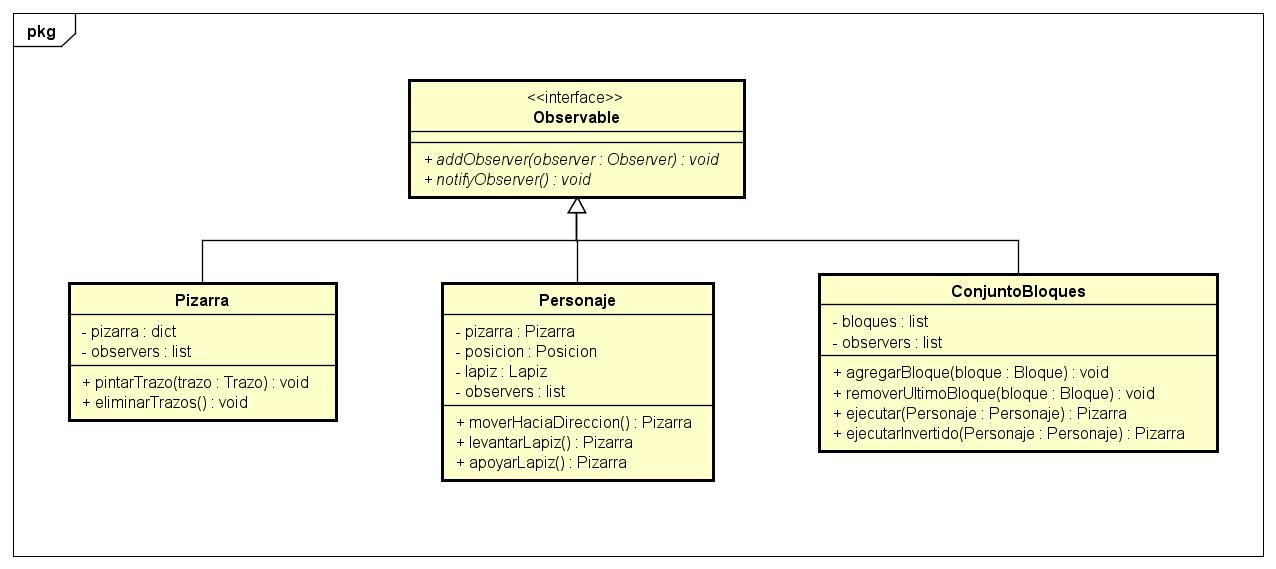 pkg
<<interface>>
Observable
+ addObserver(observer : Observer) : void
+ notifyObserver() : void
Pizarra
- pizarra : dict
- observers : list
+ pintarTrazo(trazo : Trazo) : void
+ eliminarTrazos() : void
Personaje
- pizarra : Pizarra
- posicion : Posicion
- lapiz : Lapiz
- observers : list
+ moverHaciaDireccion() : Pizarra
+ levantarLapiz() : Pizarra
+ apoyarLapiz() : Pizarra
ConjuntoBloques
- bloques : list
- observers : list
+ agregarBloque(bloque : Bloque) : void
+ removerUltimoBloque(bloque : Bloque) : void
+ ejecutar(Personaje : Personaje) : Pizarra
+ ejecutarInvertido(Personaje : Personaje) : Pizarra